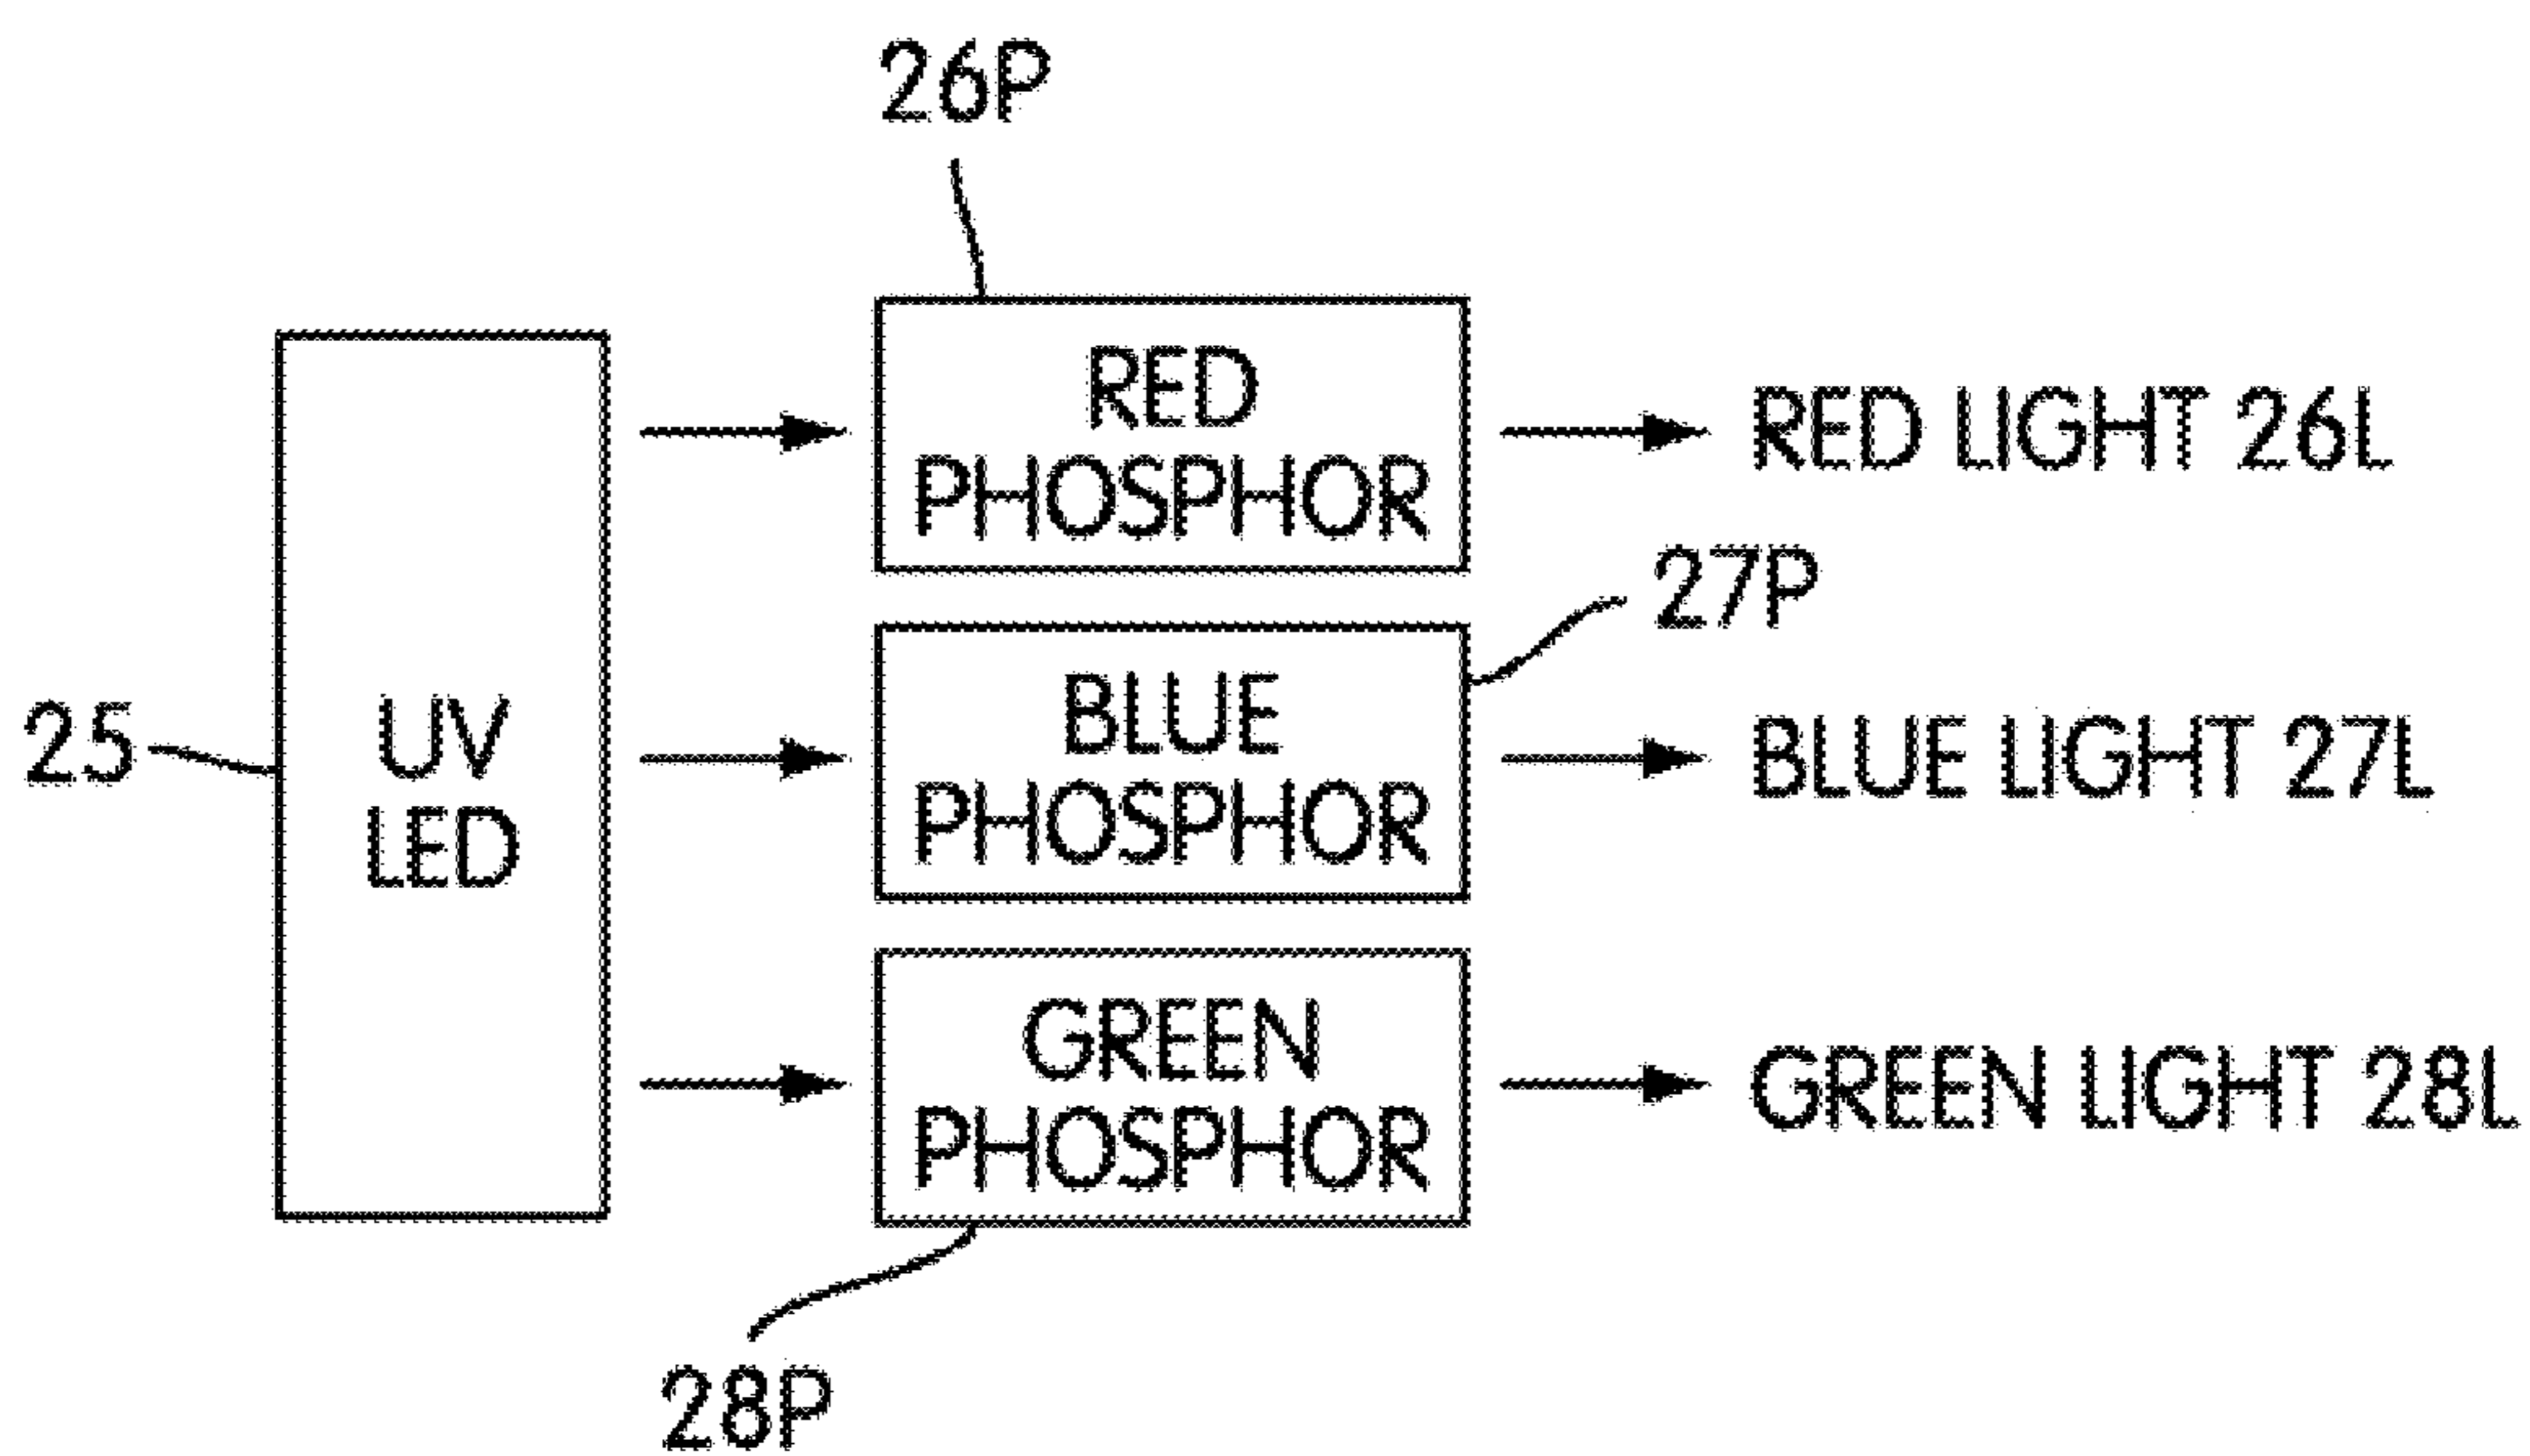 26P
RED
PHOSPHOR
RED LIGHT 26L
27P
25
UV
LED
BLUE
PHOSPHOR
BLUE LIGHT 27L
GREEN
PHOSPHOR
GREEN LIGHT 28L
28P